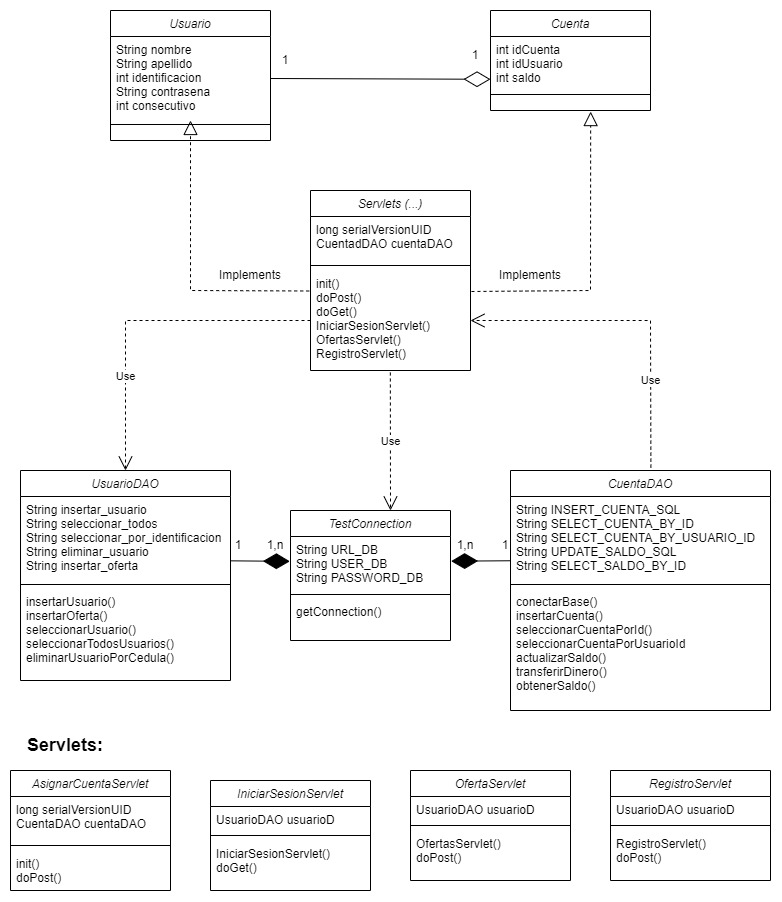 Usuario
String nombre
String apellido
int identificacion
String contrasena
int consecutivo
1
1
Cuenta
int idCuenta
int idUsuario
int saldo
Servlets (...)
long serialVersionUID
CuentadDAO cuentaDAO
init()
doPost()
doGet()
IniciarSesionServlet()
OfertasServlet()
RegistroServlet()
Implements
Implements
Use
Use
Use
UsuarioDAO
String insertar_usuario
String seleccionar_todos
String seleccionar_por_identificacion
String eliminar_usuario
String insertar_oferta
insertarUsuario()
insertarOferta()
seleccionarUsuario()
seleccionarTodosUsuarios()
eliminarUsuarioPorCedula()
1
1,n
TestConnection
String URL_DB
String USER_DB
String PASSWORD_DB
getConnection()
1,n
1
CuentaDAO
String INSERT_CUENTA_SQL
String SELECT_CUENTA_BY_ID
String SELECT_CUENTA_BY_USUARIO_ID
String UPDATE_SALDO_SQL
String SELECT_SALDO_BY_ID
conectarBase()
insertarCuenta()
seleccionarCuentaPorId()
seleccionarCuentaPorUsuarioId
actualizarSaldo()
transferirDinero()
obtenerSaldo()
Servlets:
AsignarCuentaServlet
long serialVersionUID
CuentaDAO cuentaDAO
init()
doPost()
IniciarSesionServlet
UsuarioDAO usuarioD
IniciarSesionServlet()
doGet()
OfertaServlet
UsuarioDAO usuarioD
OfertasServlet()
doPost()
RegistroServlet
UsuarioDAO usuarioD
RegistroServlet()
doPost()